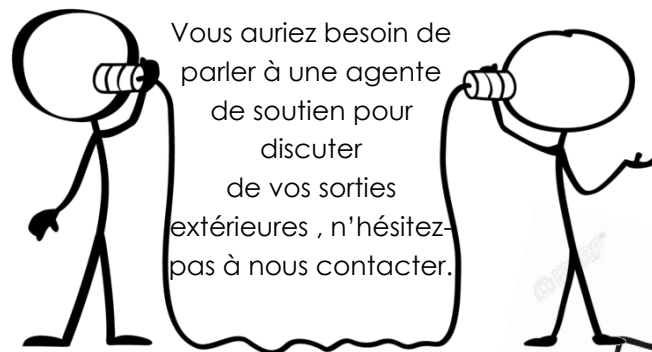 Vous auriez besoin de
parler à une agente
de soutien pour
discuter
de vos sorties
extérieures , n'hésitez-
pas à nous contacter.